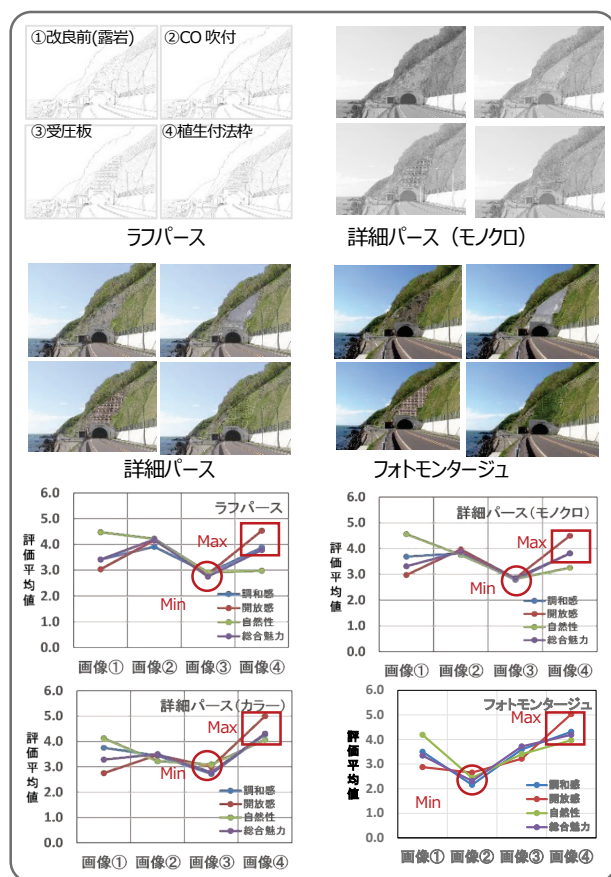 ①改良前(露岩)
②CO 吹付
③受圧板
④植生付法枠
ラフパース
詳細パース（モノクロ）
詳細パース
フォトモンタージュ
ラフパース
評価平均値
6.0
5.0
4.0
3.0
2.0
1.0
0.0
Max
Min
調和感
開放感
自然性
総合魅力
画像① 画像② 画像③ 画像④
詳細パース(モノクロ)
評価平均値
6.0
5.0
4.0
3.0
2.0
1.0
0.0
Max
Min
調和感
開放感
自然性
総合魅力
画像① 画像② 画像③ 画像④
詳細パース(カラー)
評価平均値
6.0
5.0
4.0
3.0
2.0
1.0
0.0
Max
Min
調和感
開放感
自然性
総合魅力
画像① 画像② 画像③ 画像④
フォトモンタージュ
評価平均値
6.0
5.0
4.0
3.0
2.0
1.0
0.0
Max
Min
調和感
開放感
自然性
総合魅力
画像① 画像② 画像③ 画像④